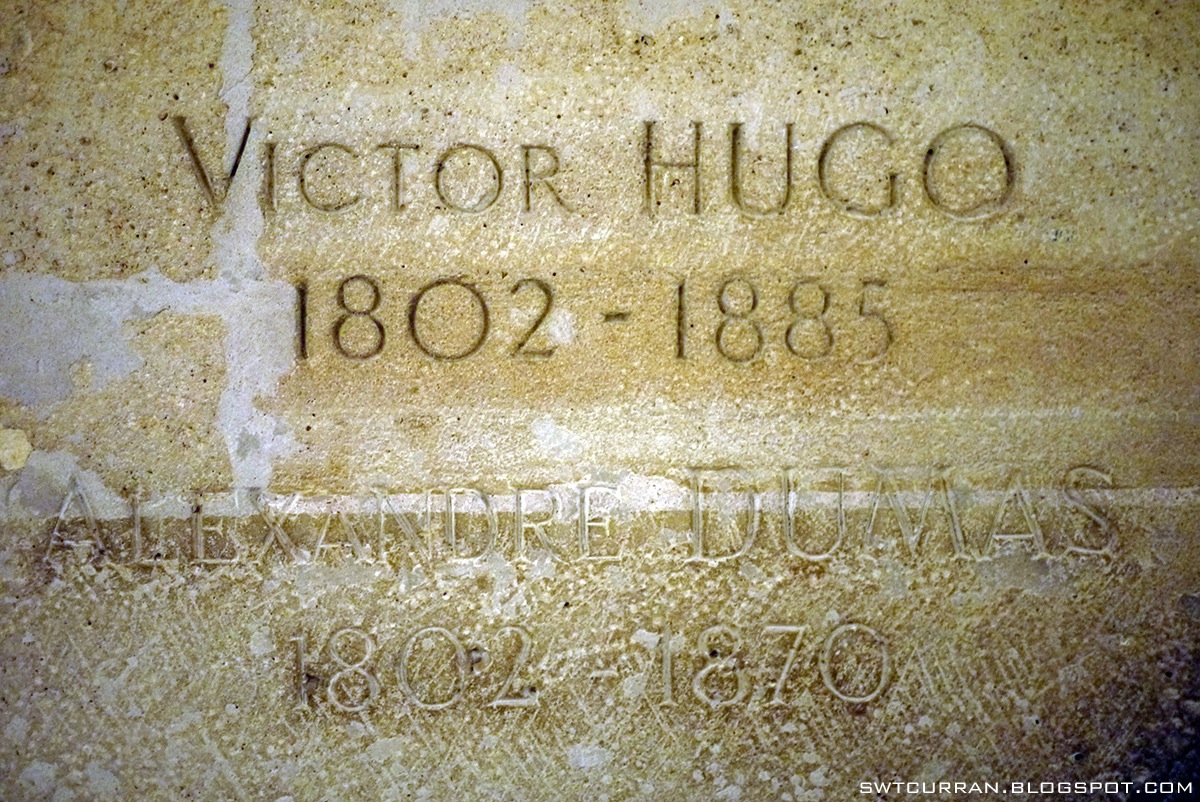 VICTOR HUGO
1802 - 1885
ALEXANDRE DUMAS
1802 - 1870
SWTCURRAN.BLOGSPOT.COM